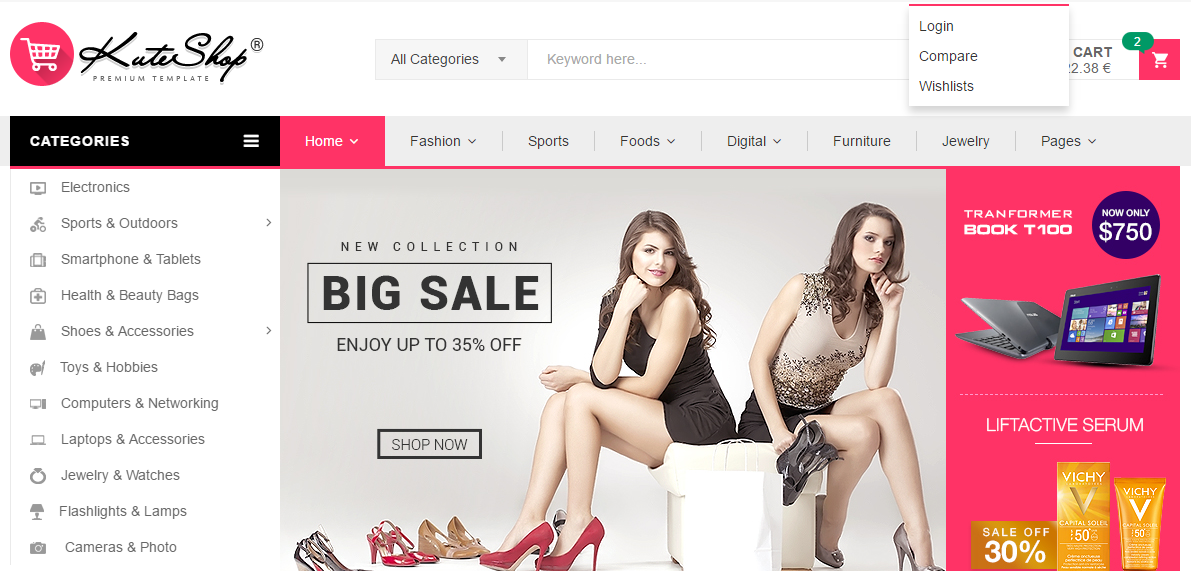 KuteShop®
PREMIUM TEMPLATE
All Categories
Keyword here...
Login
Compare
Wishlists
CART
2.38 €
2
CATEGORIES
Home
Fashion
Sports
Foods
Digital
Furniture
Jewelry
Pages
Electronics
Sports & Outdoors
Smartphone & Tablets
Health & Beauty Bags
Shoes & Accessories
Toys & Hobbies
Computers & Networking
Laptops & Accessories
Jewelry & Watches
Flashlights & Lamps
Cameras & Photo
NEW COLLECTION
BIG SALE
ENJOY UP TO 35% OFF
SHOP NOW
TRANFORMER
BOOK T100
NOW ONLY
$750
LIFTACTIVE SERUM
VICHY
CAPITAL SOLEIL
50
VICHY
CAPITAL SOLEIL
50
SALE OFF
30%